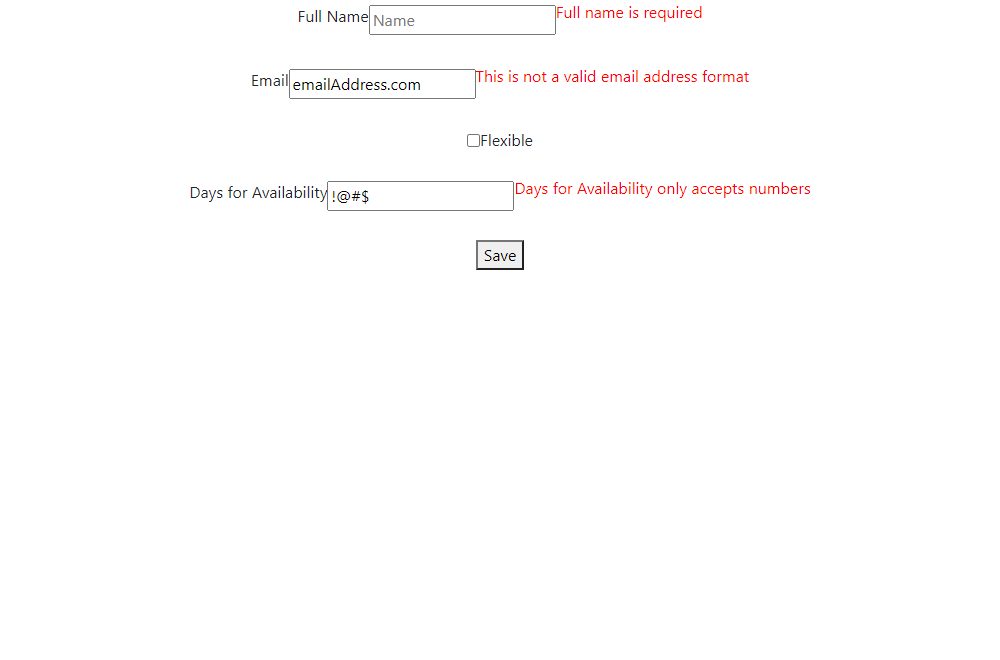 Full Name Name Full name is required
Email emailAddress.com This is not a valid email address format
Flexible
Days for Availability !@#$ Days for Availability only accepts numbers
Save